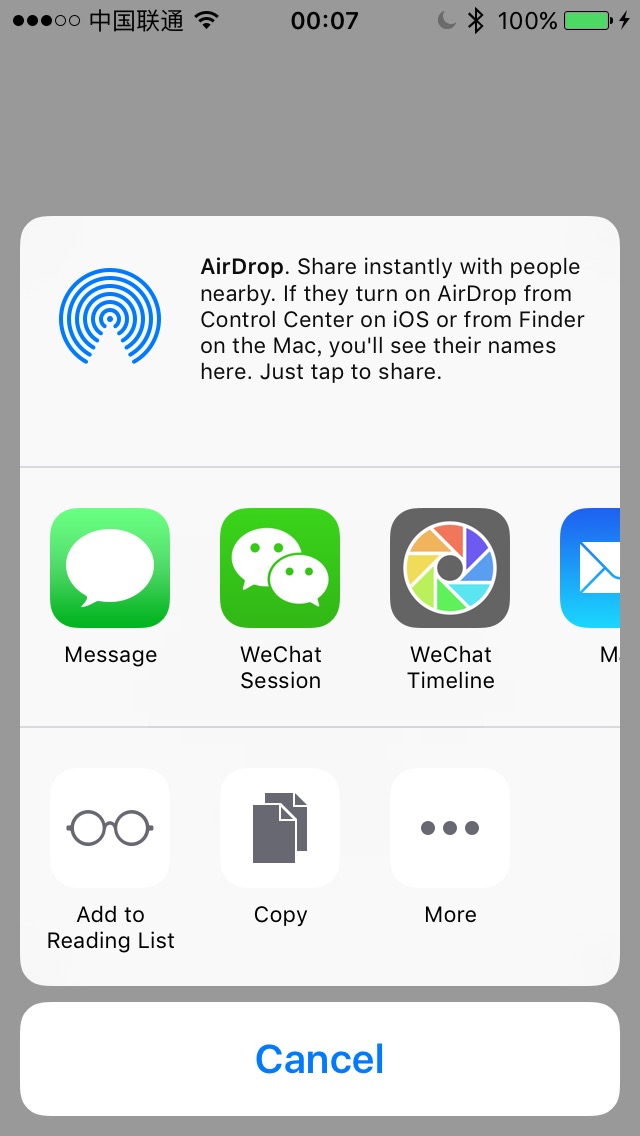 中国联通 00:07 100%
AirDrop. Share instantly with people
nearby. If they turn on AirDrop from
Control Center on iOS or from Finder
on the Mac, you'll see their names
here. Just tap to share.
Message
WeChat
Session
WeChat
Timeline
Add to
Reading List
Copy
More
Cancel